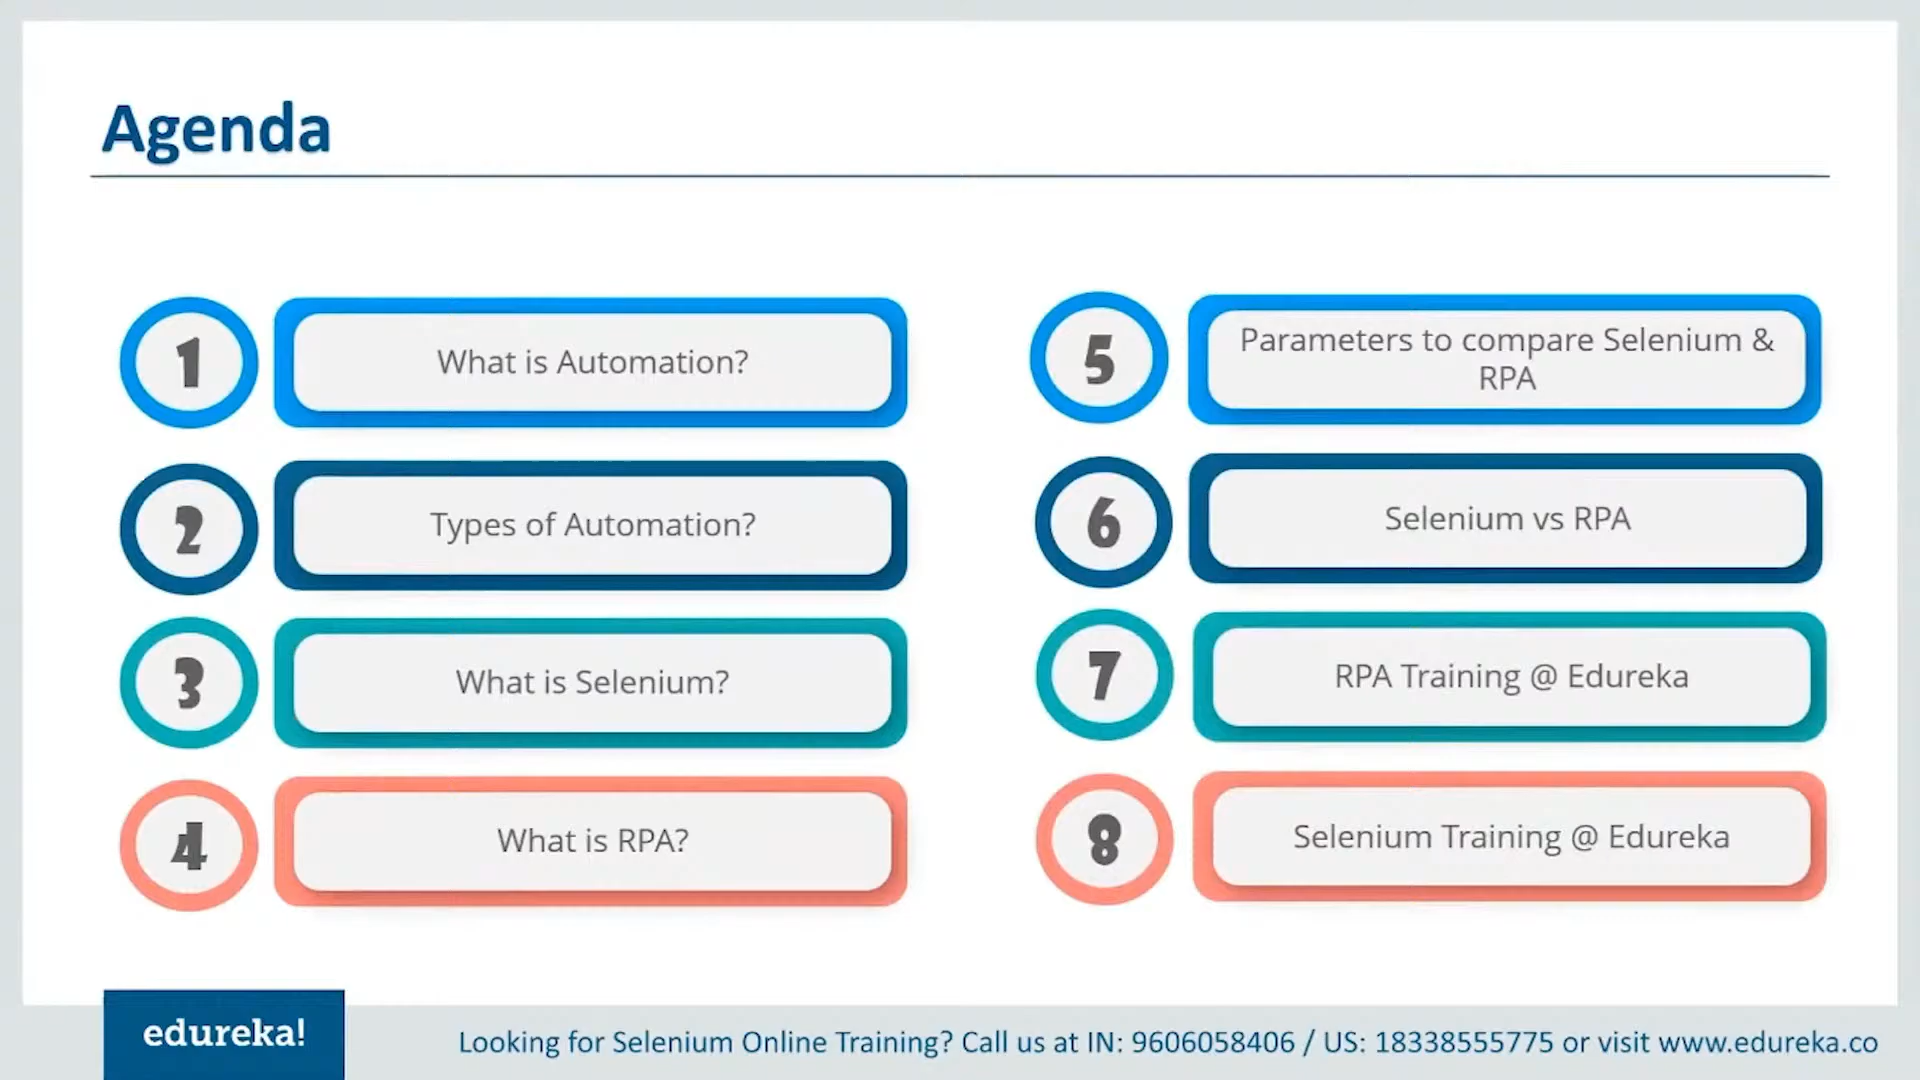 Agenda
1
What is Automation?
2
Types of Automation?
3
What is Selenium?
4
What is RPA?
5
Parameters to compare Selenium &
RPA
6
Selenium vs RPA
7
RPA Training @ Edureka
8
Selenium Training @ Edureka
edureka!
Looking for Selenium Online Training? Call us at IN: 9606058406 / US: 18338555775 or visit www.edureka.co